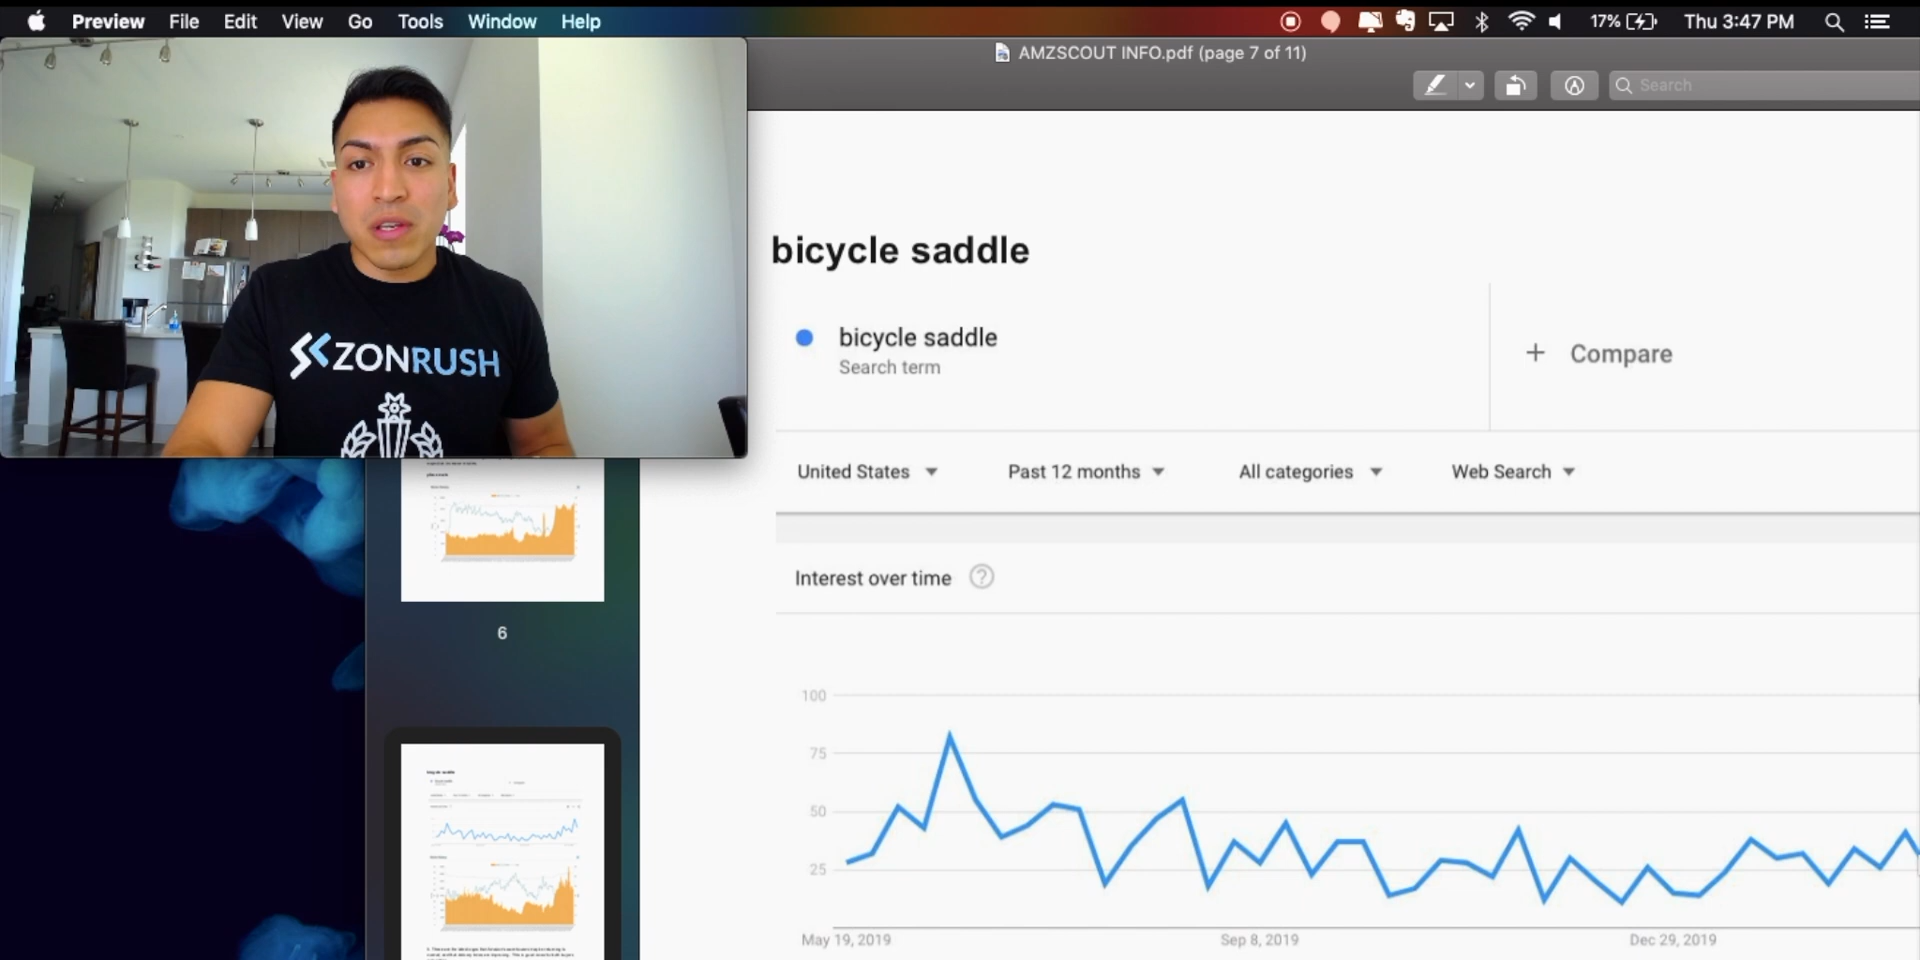 Preview File Edit View Go Tools Window Help
17% Thu 3:47 PM
AMZSCOUT INFO.pdf (page 7 of 11)
Search
ZONRUSH
bicycle saddle
bicycle saddle
Search term
+ Compare
United States Past 12 months All categories Web Search
Interest over time ?
100
75
50
25
May 19, 2019 Sep 8, 2019 Dec 29, 2019
6
bicycle saddle